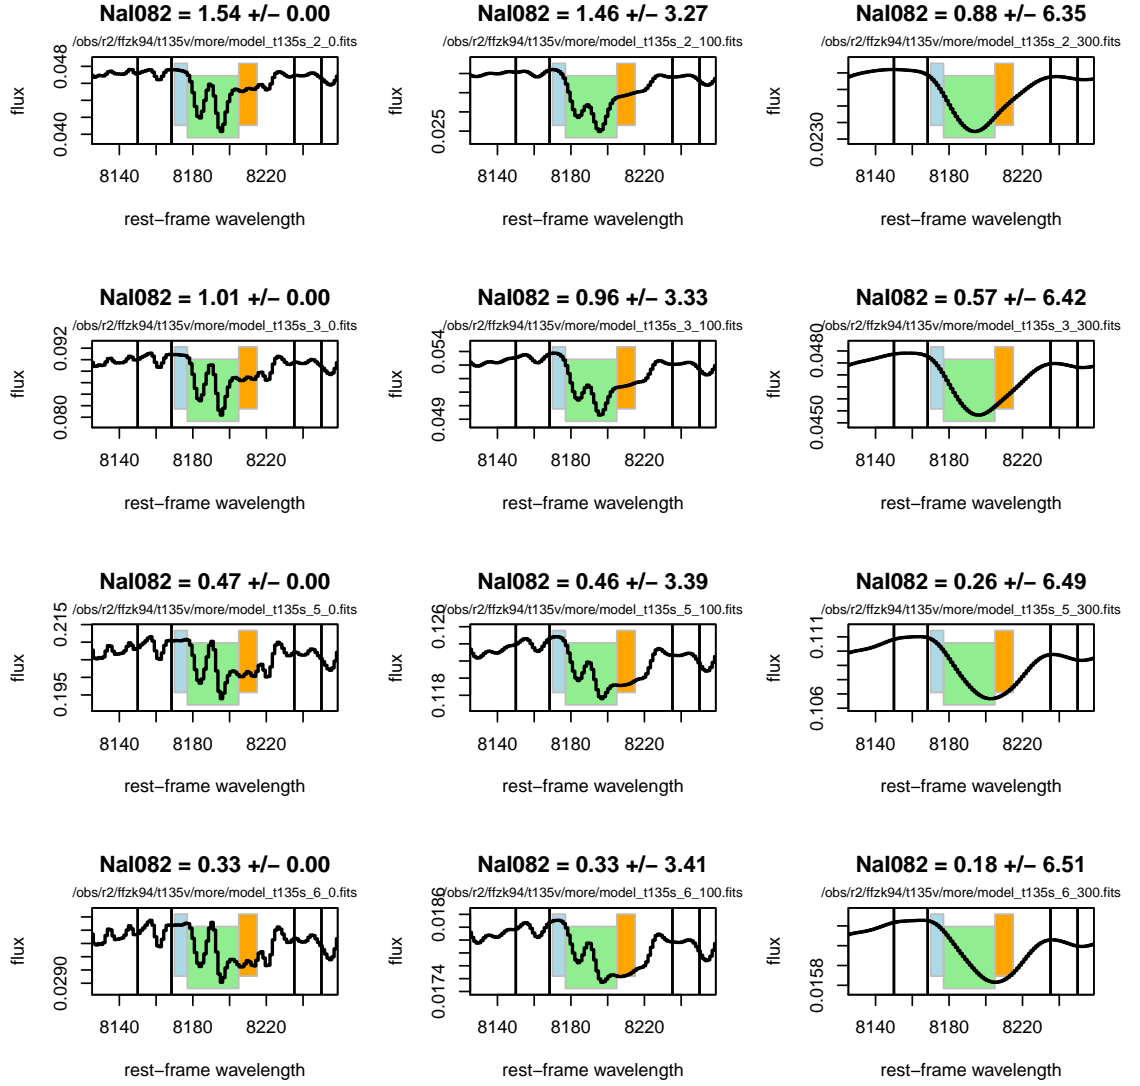 NaI082 = 1.54 +/− 0.00
/obs/r2/ffzk94/t135v/more/model_t135s_2_0.fits
flux
0.040 0.048
8140 8180 8220
rest−frame wavelength
NaI082 = 1.46 +/− 3.27
/obs/r2/ffzk94/t135v/more/model_t135s_2_100.fits
flux
0.025
8140 8180 8220
rest−frame wavelength
NaI082 = 0.88 +/− 6.35
/obs/r2/ffzk94/t135v/more/model_t135s_2_300.fits
flux
0.0230
8140 8180 8220
rest−frame wavelength
NaI082 = 1.01 +/− 0.00
/obs/r2/ffzk94/t135v/more/model_t135s_3_0.fits
flux
0.080 0.092
8140 8180 8220
rest−frame wavelength
NaI082 = 0.96 +/− 3.33
/obs/r2/ffzk94/t135v/more/model_t135s_3_100.fits
flux
0.049 0.054
8140 8180 8220
rest−frame wavelength
NaI082 = 0.57 +/− 6.42
/obs/r2/ffzk94/t135v/more/model_t135s_3_300.fits
flux
0.0450 0.0480
8140 8180 8220
rest−frame wavelength
NaI082 = 0.47 +/− 0.00
/obs/r2/ffzk94/t135v/more/model_t135s_5_0.fits
flux
0.195 0.215
8140 8180 8220
rest−frame wavelength
NaI082 = 0.46 +/− 3.39
/obs/r2/ffzk94/t135v/more/model_t135s_5_100.fits
flux
0.118 0.126
8140 8180 8220
rest−frame wavelength
NaI082 = 0.26 +/− 6.49
/obs/r2/ffzk94/t135v/more/model_t135s_5_300.fits
flux
0.106 0.111
8140 8180 8220
rest−frame wavelength
NaI082 = 0.33 +/− 0.00
/obs/r2/ffzk94/t135v/more/model_t135s_6_0.fits
flux
0.0290
8140 8180 8220
rest−frame wavelength
NaI082 = 0.33 +/− 3.41
/obs/r2/ffzk94/t135v/more/model_t135s_6_100.fits
flux
0.0174 0.0186
8140 8180 8220
rest−frame wavelength
NaI082 = 0.18 +/− 6.51
/obs/r2/ffzk94/t135v/more/model_t135s_6_300.fits
flux
0.0158
8140 8180 8220
rest−frame wavelength